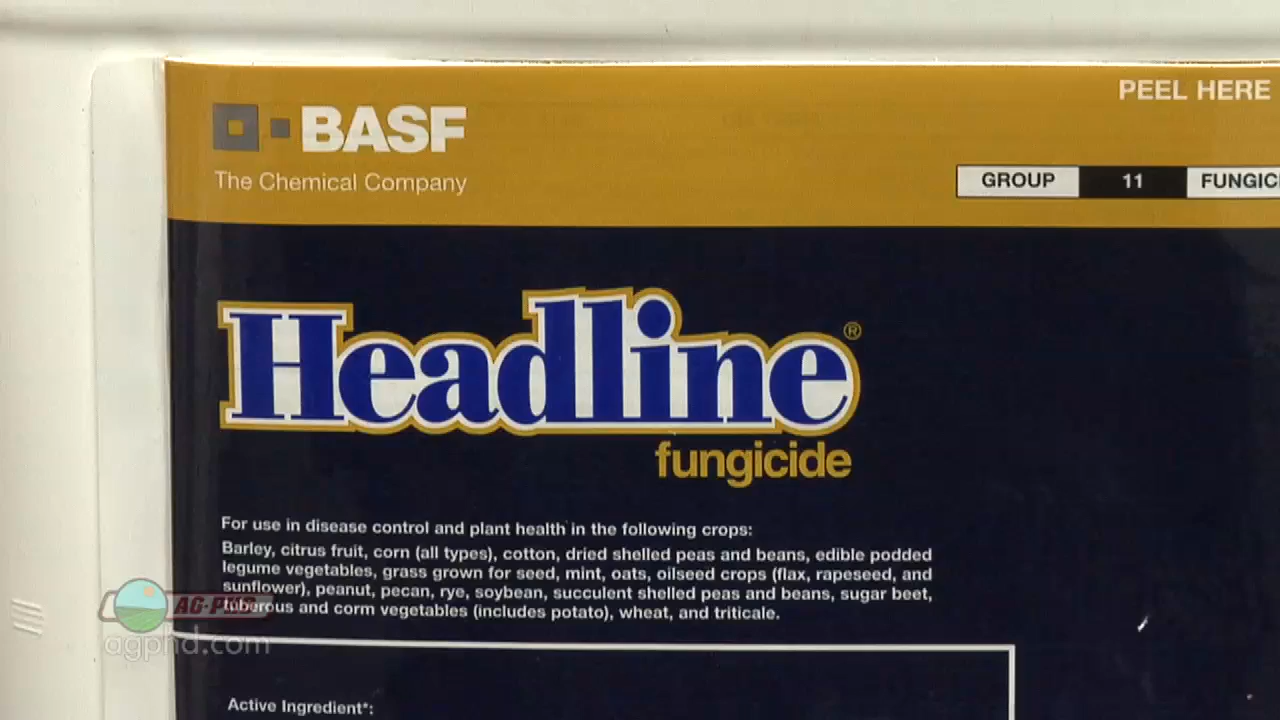 PEEL HERE
BASF
The Chemical Company
GROUP 11 FUNGIC
Headline®
fungicide
For use in disease control and plant health in the following crops:
Barley, citrus fruit, corn (all types), cotton, dried shelled peas and beans, edible podded
legume vegetables, grass grown for seed, mint, oats, oilseed crops (flax, rapeseed, and
sunflower), peanut, pecan, rye, soybean, succulent shelled peas and beans, sugar beet,
tuberous and corm vegetables (includes potato), wheat, and triticale.
AG-PHD
agphd.com
Active Ingredient*: